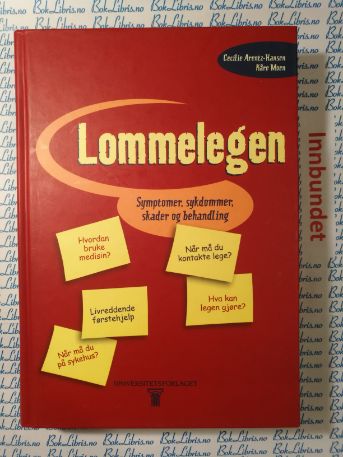 Cecilie Arentz-Hansen
Kåre Moen
Lommelegen
Symptomer, sykdommer,
skader og behandling
Hvordan
bruke
medisin?
Når må du
kontakte lege?
Livreddende
førstehjelp
Hva kan
legen gjøre?
Når må du
på sykehus?
UNIVERSITETSFORLAGET
Innbundet
BokLibris.no